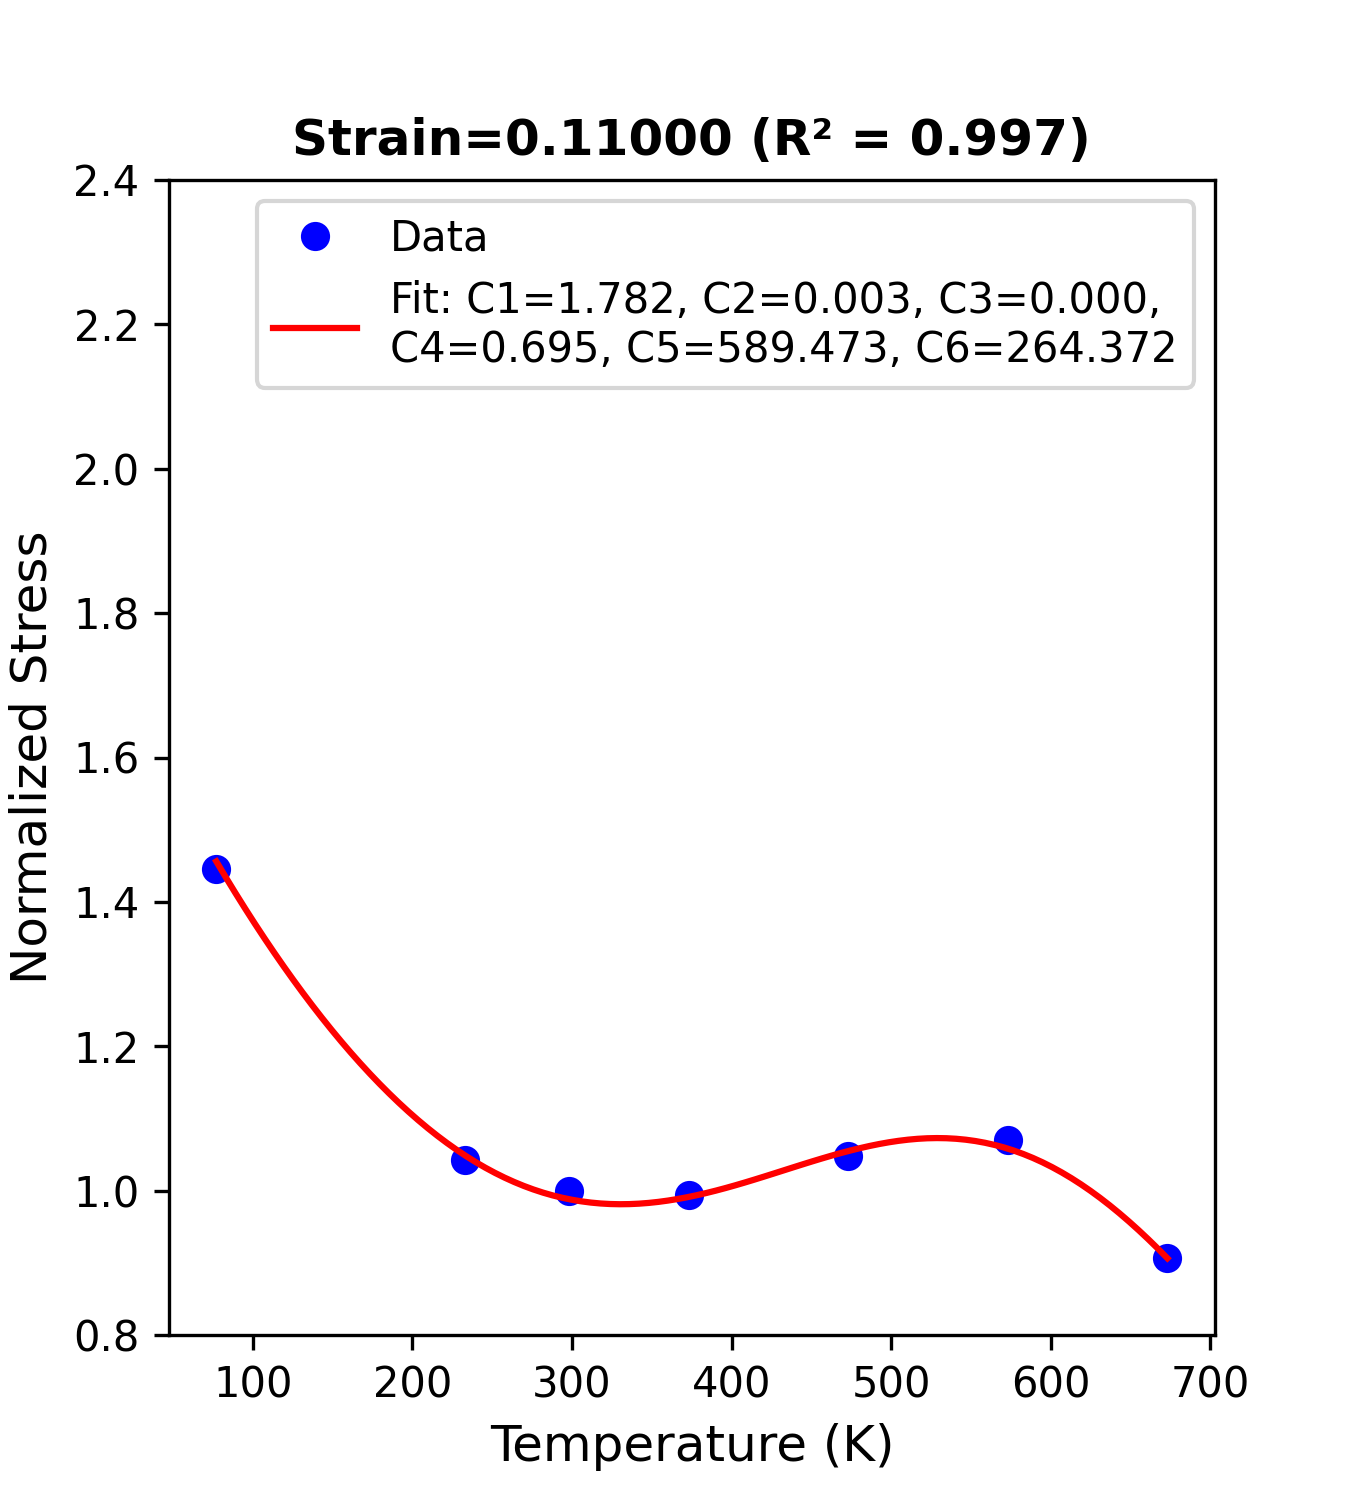 Strain=0.11000 (R² = 0.997)
2.4
2.2
2.0
1.8
1.6
1.4
1.2
1.0
0.8
Normalized Stress
Data
Fit: C1=1.782, C2=0.003, C3=0.000,
C4=0.695, C5=589.473, C6=264.372
100 200 300 400 500 600 700
Temperature (K)